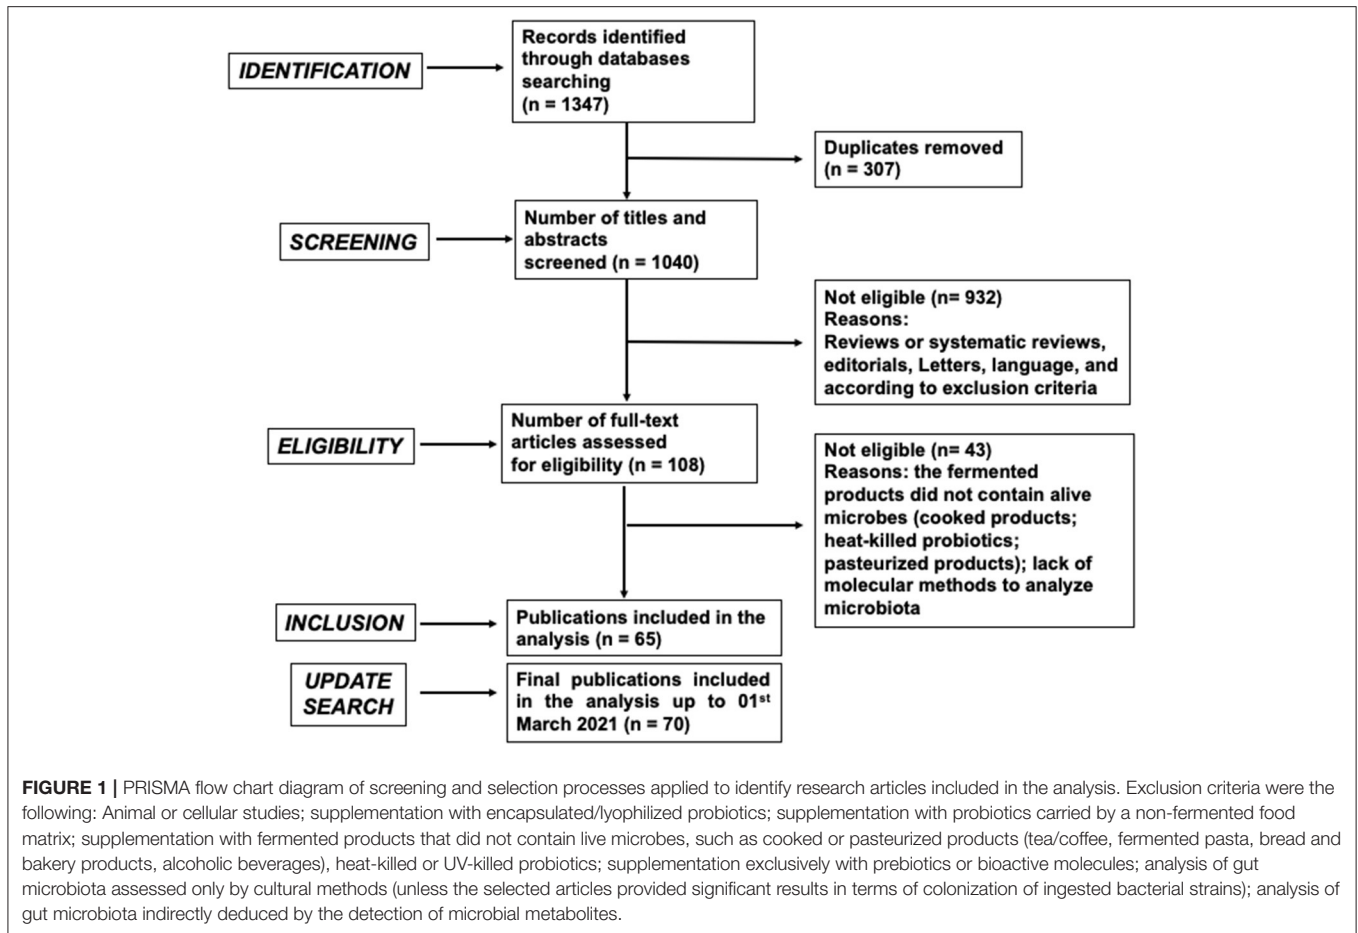 IDENTIFICATION
Records identified
through databases
searching
(n = 1347)
Duplicates removed
(n = 307)
SCREENING
Number of titles and
abstracts
screened (n = 1040)
Not eligible (n= 932)
Reasons:
Reviews or systematic reviews,
editorials, Letters, language, and
according to exclusion criteria
ELIGIBILITY
Number of full-text
articles assessed
for eligibility (n = 108)
Not eligible (n= 43)
Reasons: the fermented
products did not contain alive
microbes (cooked products;
heat-killed probiotics;
pasteurized products); lack of
molecular methods to analyze
microbiota
INCLUSION
Publications included in the
analysis (n = 65)
UPDATE
SEARCH
Final publications included
in the analysis up to 01st
March 2021 (n = 70)
FIGURE 1 | PRISMA flow chart diagram of screening and selection processes applied to identify research articles included in the analysis. Exclusion criteria were the
following: Animal or cellular studies; supplementation with encapsulated/lyophilized probiotics; supplementation with probiotics carried by a non-fermented food
matrix; supplementation with fermented products that did not contain live microbes, such as cooked or pasteurized products (tea/coffee, fermented pasta, bread and
bakery products, alcoholic beverages), heat-killed or UV-killed probiotics; supplementation exclusively with prebiotics or bioactive molecules; analysis of gut
microbiota assessed only by cultural methods (unless the selected articles provided significant results in terms of colonization of ingested bacterial strains); analysis of
gut microbiota indirectly deduced by the detection of microbial metabolites.